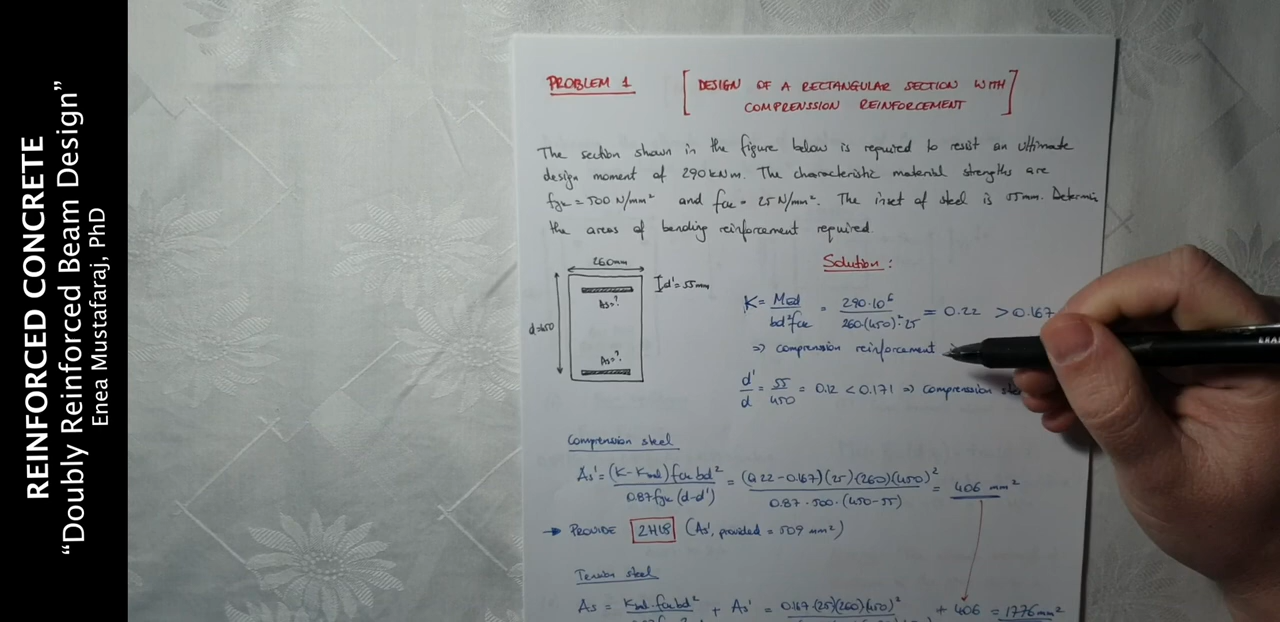 REINFORCED CONCRETE
“Doubly Reinforced Beam Design”
Enea Mustafaraj, PhD
PROBLEM 1
[DESIGN OF A RECTANGULAR SECTION WITH
COMPRENSSION REINFORCEMENT]
The section shown in the figure below is required to resist an ultimate
design moment of 290 kNm. The characteristic material strengths are
fyk = 500 N/mm² and fck = 25 N/mm². The inset of steel is 55mm. Determine
the areas of bending reinforcement required.
260mm
d'=55mm
As=?
d=450
As=?
Solution:
K = Med / bd²fck = 290·10⁶ / 260·(450)²·25 = 0.22 > 0.167
=> compression reinforcement
d'/d = 55/450 = 0.12 < 0.171 => compression
Compression steel
As' = (K-Kbal)fck bd² / 0.87fyk (d-d') = (0.22-0.167)(25)(260)(450)² / 0.87·500·(450-55) = 406 mm²
→ PROVIDE 2H18 (As', provided = 509 mm²)
Tension steel
As = Kbal·fck bd² + As' = 0.167·(25)(260)(450)² + 406 = 1776mm²